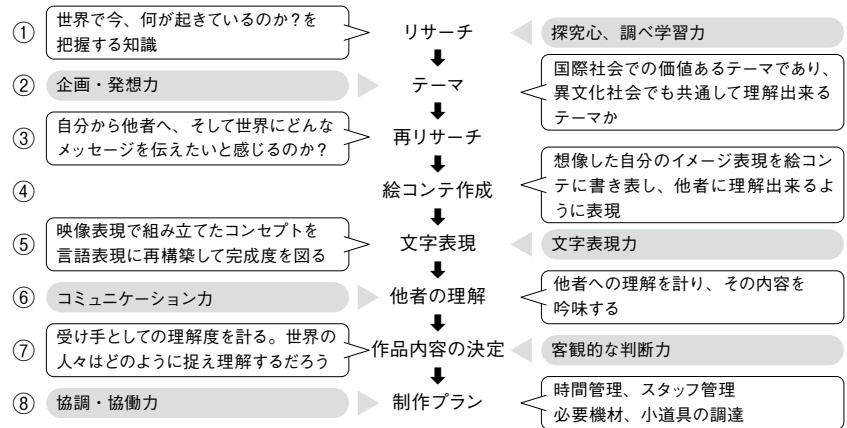 ① 世界で今、何が起きているのか？を
把握する知識
リサーチ
探究心、調べ学習力
② 企画・発想力
テーマ
国際社会での価値あるテーマであり、
異文化社会でも共通して理解出来る
テーマか
③ 自分から他者へ、そして世界にどんな
メッセージを伝えたいと感じるのか？
再リサーチ
④
絵コンテ作成
想像した自分のイメージ表現を絵コン
テに書き表し、他者に理解出来るよ
うに表現
⑤ 映像表現で組み立てたコンセプトを
言語表現に再構築して完成度を図る
文字表現
文字表現力
⑥ コミュニケーション力
他者の理解
他者への理解を計り、その内容を
吟味する
⑦ 受け手としての理解度を計る。世界の
人々はどのように捉え理解するだろう
作品内容の決定
客観的な判断力
⑧ 協調・協働力
制作プラン
時間管理、スタッフ管理
必要機材、小道具の調達